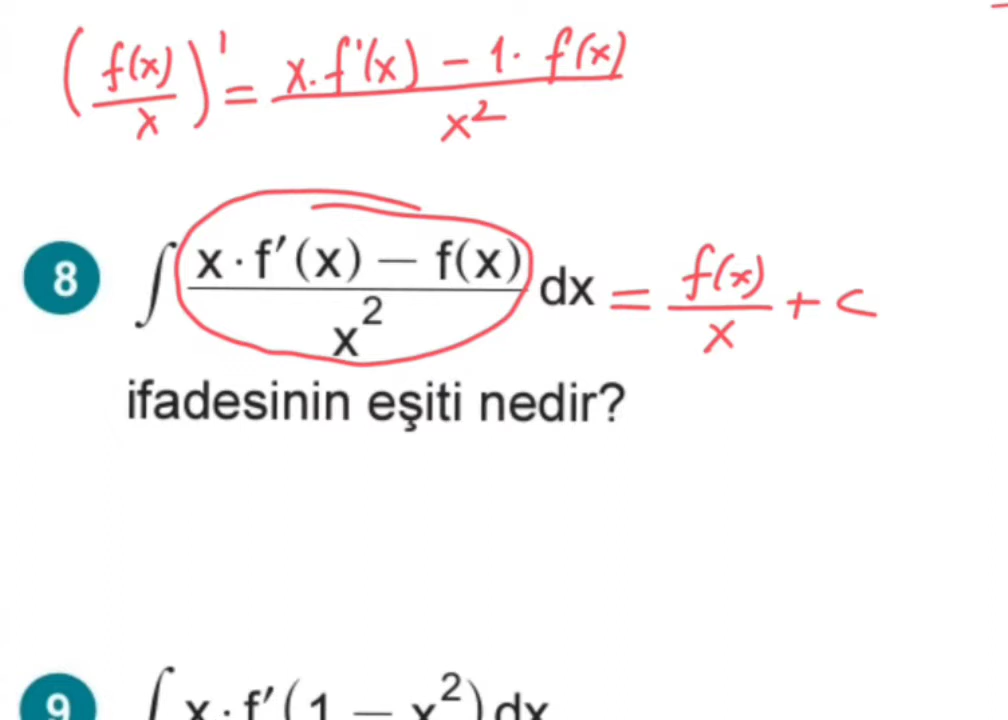 (f(x)/x)' = (x.f'(x) - 1. f(x))/x²
8 ∫ (x · f′(x) − f(x))/x² dx = f(x)/x + c
ifadesinin eşiti nedir?
9 ∫ x · f′(1 − x²) dx